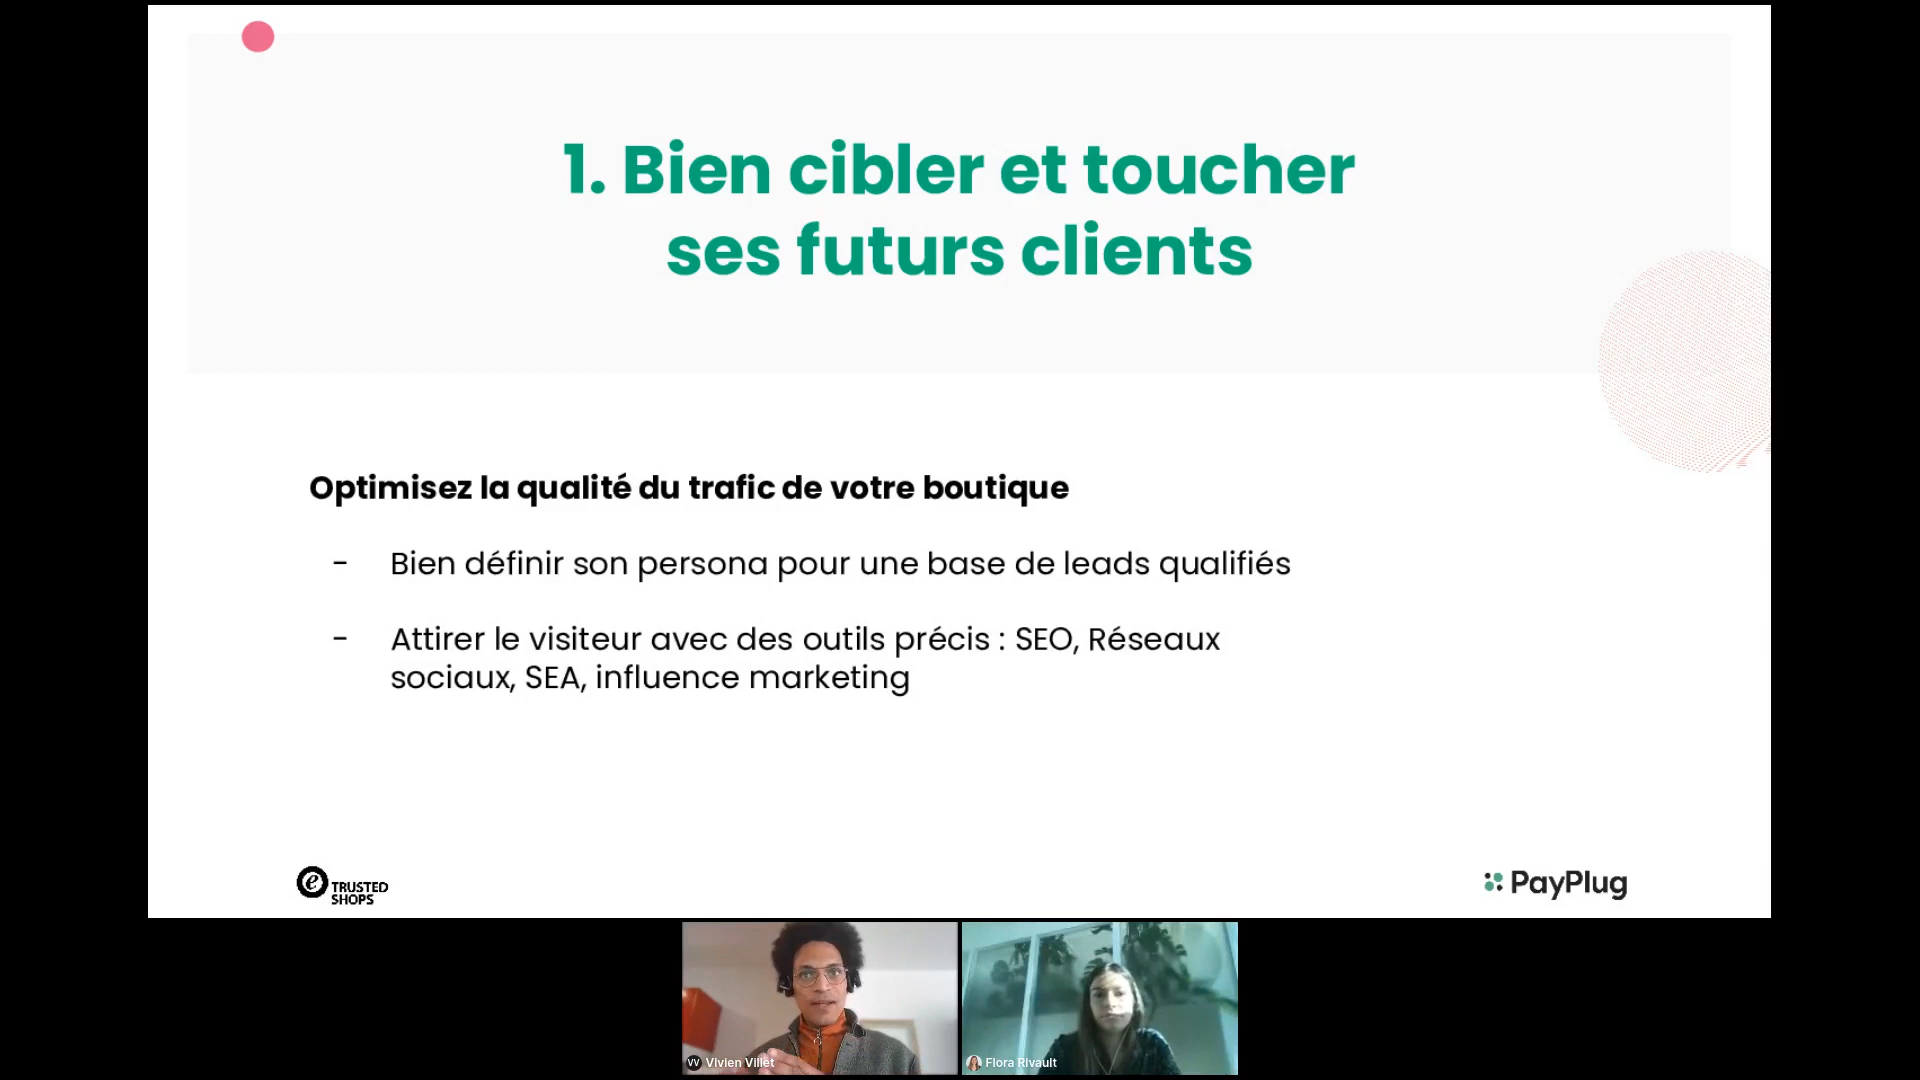 1. Bien cibler et toucher
ses futurs clients
Optimisez la qualité du trafic de votre boutique
- Bien définir son persona pour une base de leads qualifiés
- Attirer le visiteur avec des outils précis : SEO, Réseaux
sociaux, SEA, influence marketing
e TRUSTED
SHOPS
PayPlug
VV Vivien Villet
Flora Rivault